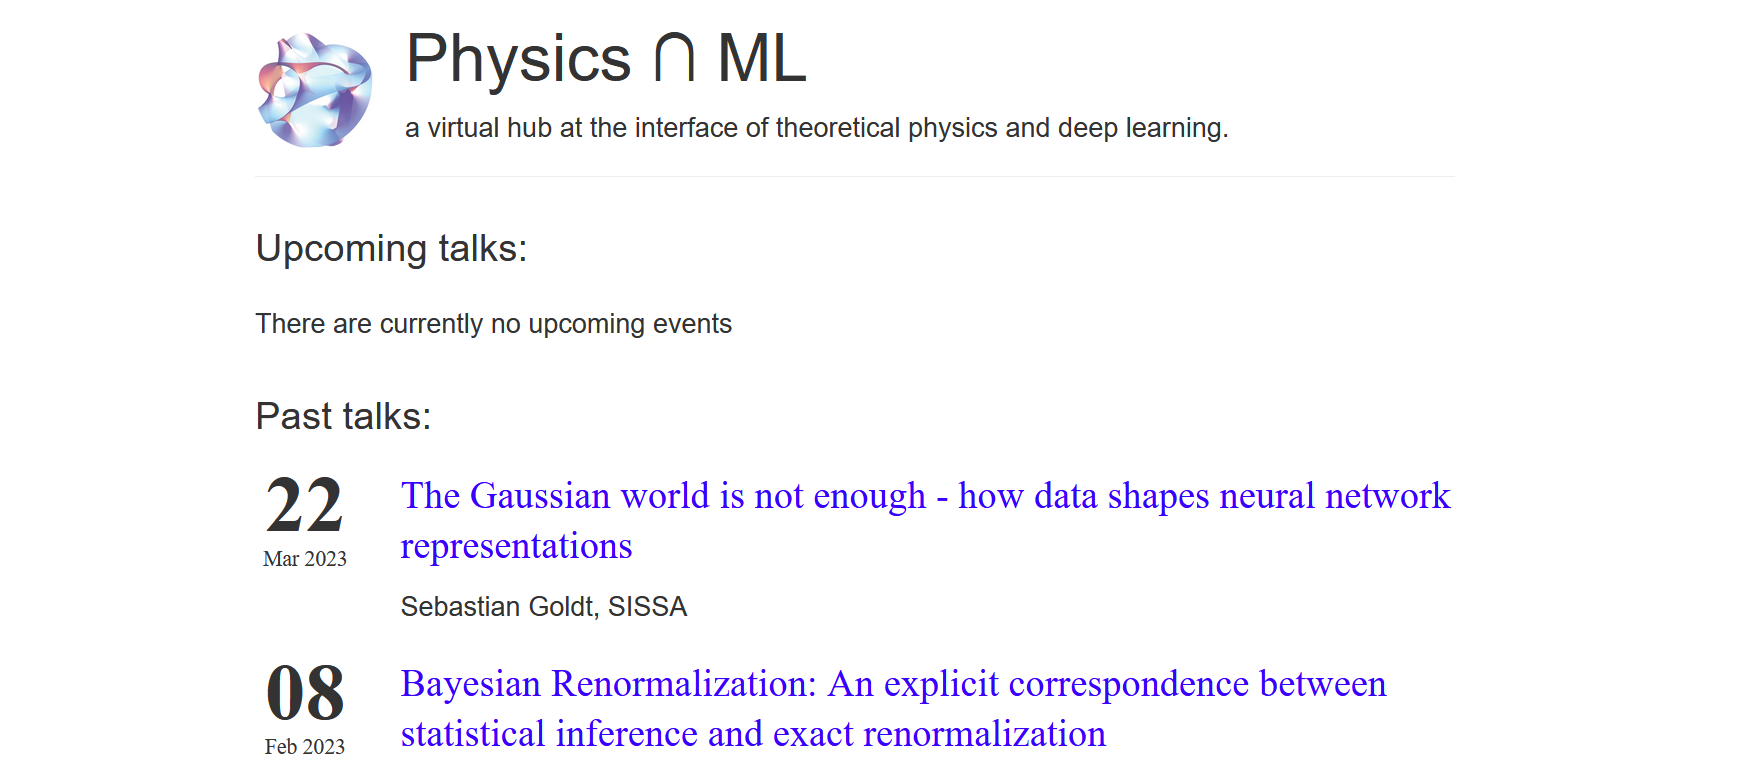 Physics ∩ ML
a virtual hub at the interface of theoretical physics and deep learning.
Upcoming talks:
There are currently no upcoming events
Past talks:
22
Mar 2023
The Gaussian world is not enough - how data shapes neural network
representations
Sebastian Goldt, SISSA
08
Feb 2023
Bayesian Renormalization: An explicit correspondence between
statistical inference and exact renormalization